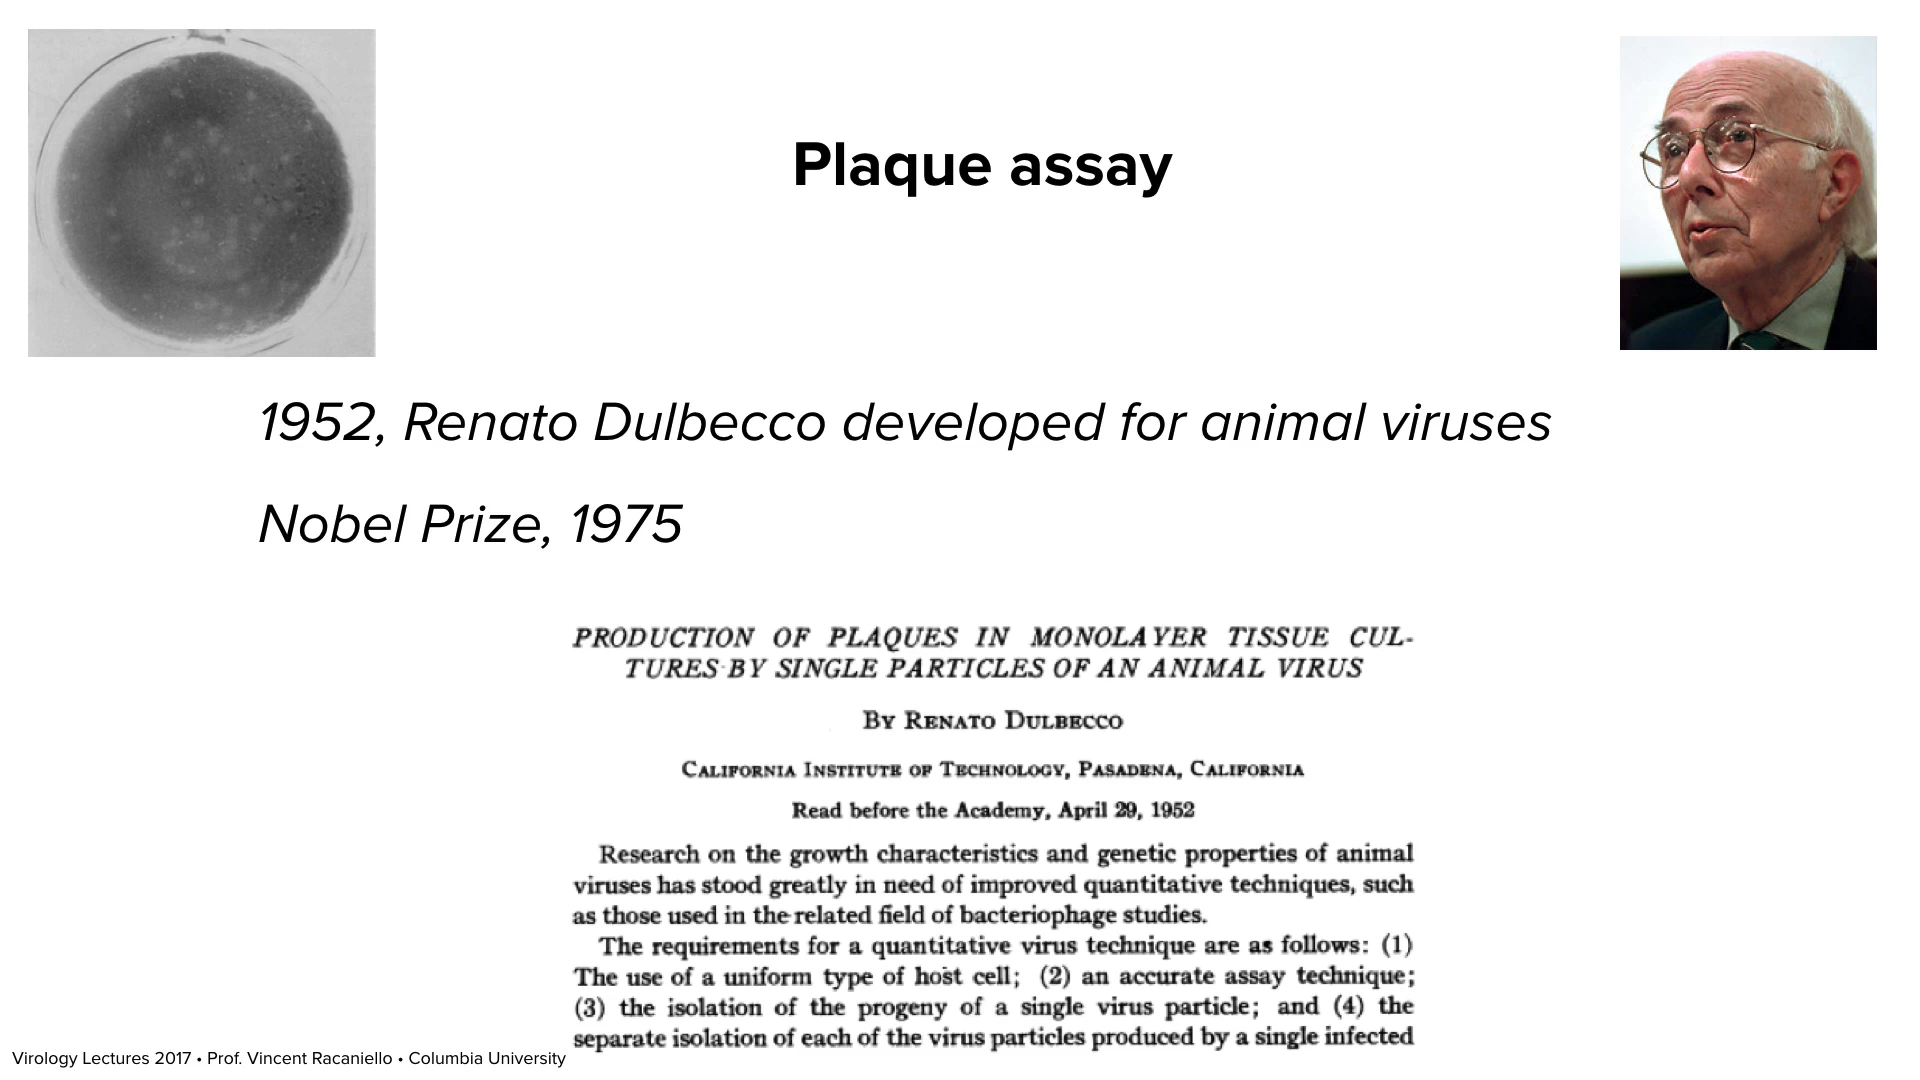 Plaque assay
1952, Renato Dulbecco developed for animal viruses
Nobel Prize, 1975
PRODUCTION OF PLAQUES IN MONOLAYER TISSUE CUL-
TURES BY SINGLE PARTICLES OF AN ANIMAL VIRUS
BY RENATO DULBECCO
CALIFORNIA INSTITUTE OF TECHNOLOGY, PASADENA, CALIFORNIA
Read before the Academy, April 29, 1952
Research on the growth characteristics and genetic properties of animal
viruses has stood greatly in need of improved quantitative techniques, such
as those used in the related field of bacteriophage studies.
The requirements for a quantitative virus technique are as follows: (1)
The use of a uniform type of host cell; (2) an accurate assay technique;
(3) the isolation of the progeny of a single virus particle; and (4) the
separate isolation of each of the virus particles produced by a single infected
Virology Lectures 2017 • Prof. Vincent Racaniello • Columbia University